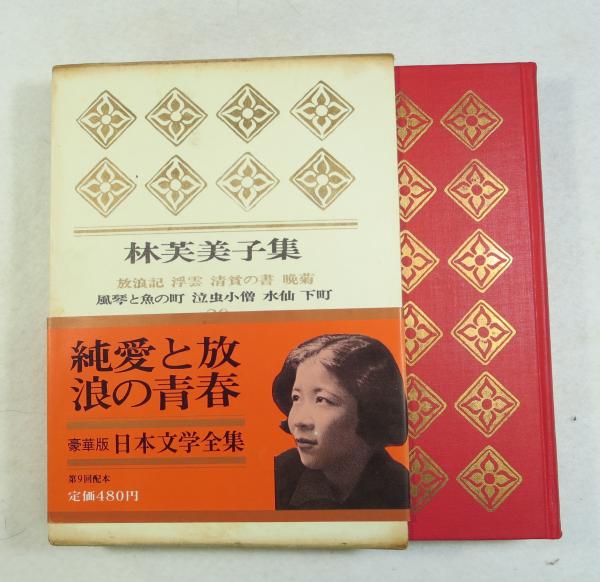 林芙美子集
放浪記 浮雲 清貧の書 晩菊
風琴と魚の町 泣虫小僧 水仙 下町
純愛と放
浪の青春
豪華版 日本文学全集
第9回配本
定価480円